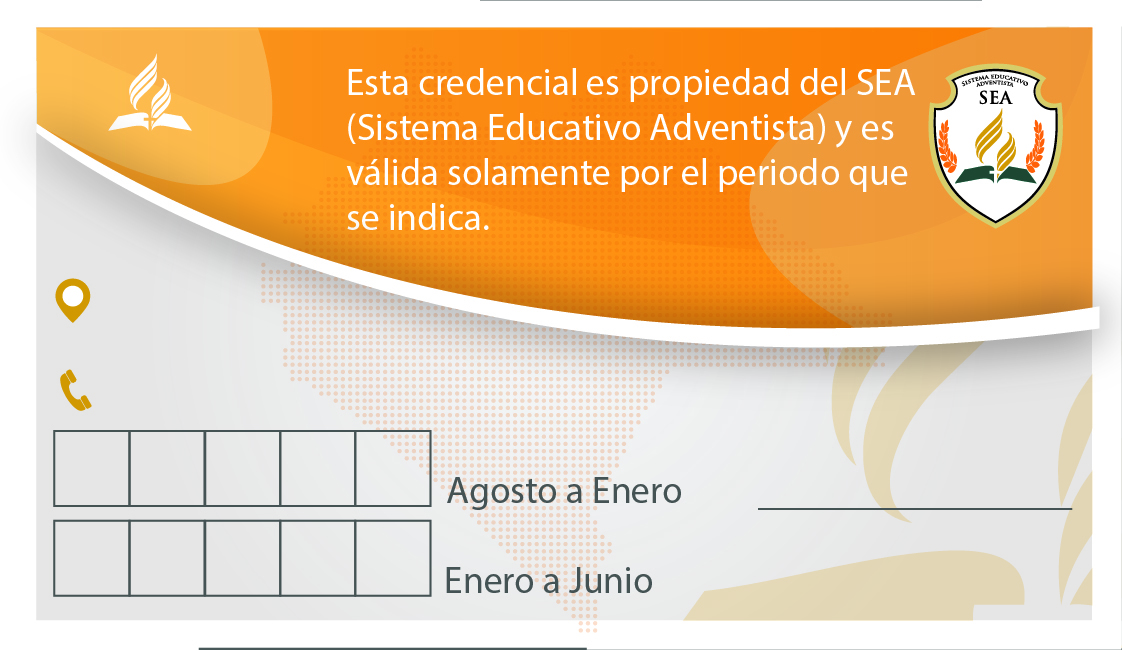 Esta credencial es propiedad del SEA
(Sistema Educativo Adventista) y es
válida solamente por el periodo que
se indica.
SISTEMA EDUCATIVO
ADVENTISTA
SEA
Agosto a Enero
Enero a Junio